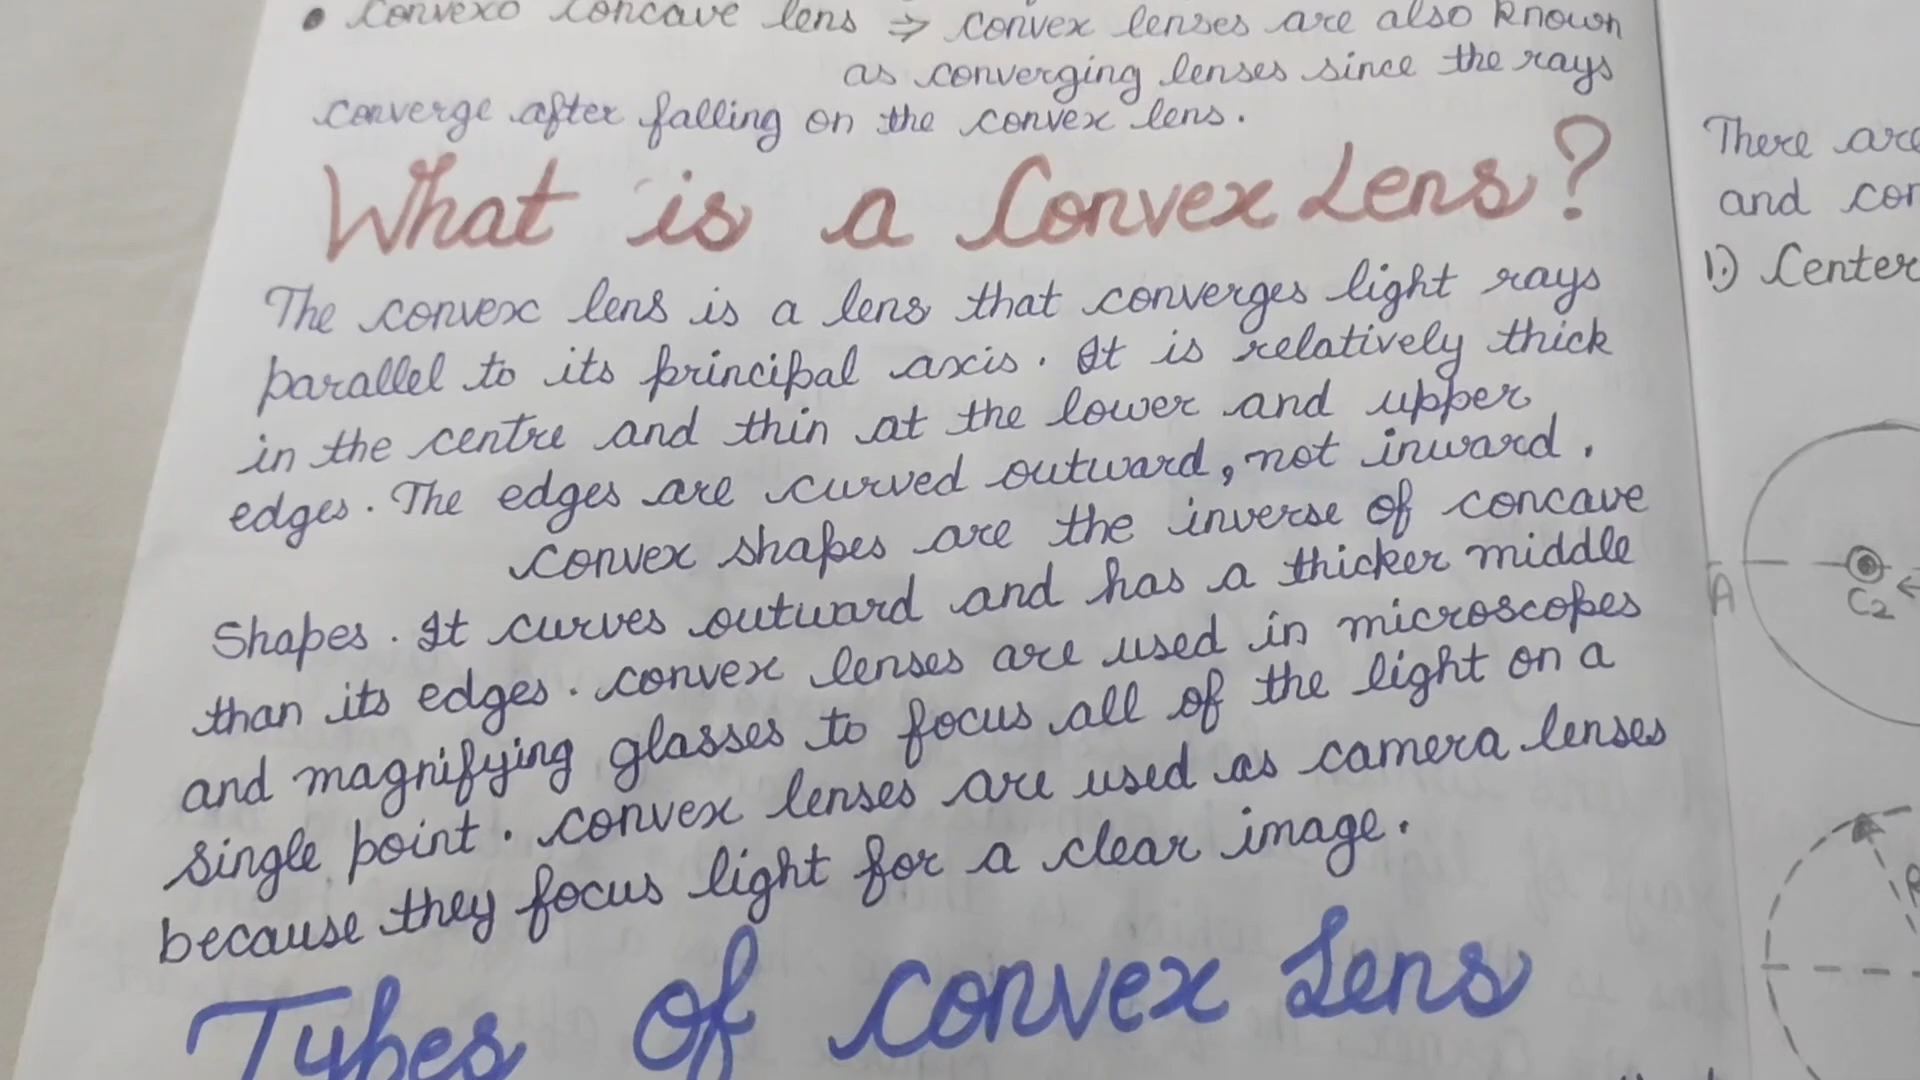 • Convexo Concave lens ⇒ convex lenses are also known
as converging lenses since the rays
converge after falling on the convex lens.
What is a Convex Lens?
The convex lens is a lens that converges light rays
parallel to its principal axis. It is relatively thick
in the centre and thin at the lower and upper
edges. The edges are curved outward, not inward.
convex shapes are the inverse of concave
Shapes. It curves outward and has a thicker middle
than its edges. convex lenses are used in microscopes
and magnifying glasses to focus all of the light on a
single point. convex lenses are used as camera lenses
because they focus light for a clear image.
Types of convex Lens
There are
and con
1.) Center
A
C2
R